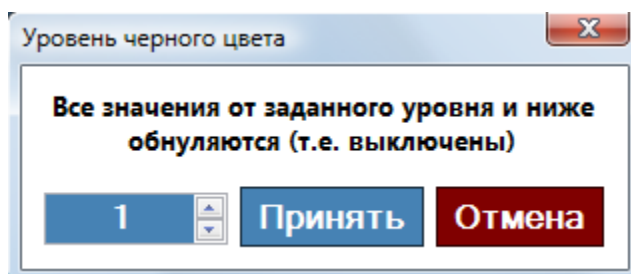 Уровень черного цвета
Все значения от заданного уровня и ниже
обнуляются (т.е. выключены)
1 Принять Отмена